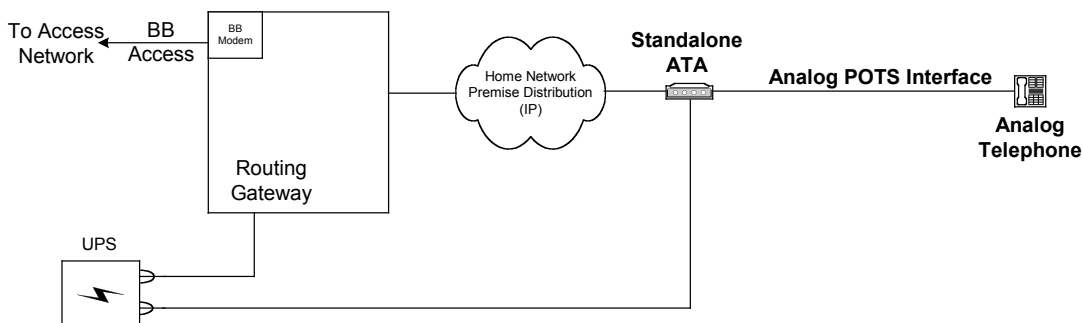 To Access
Network
BB
Access
BB
Modem
Routing
Gateway
Home Network
Premise Distribution
(IP)
Standalone
ATA
Analog POTS Interface
Analog
Telephone
UPS